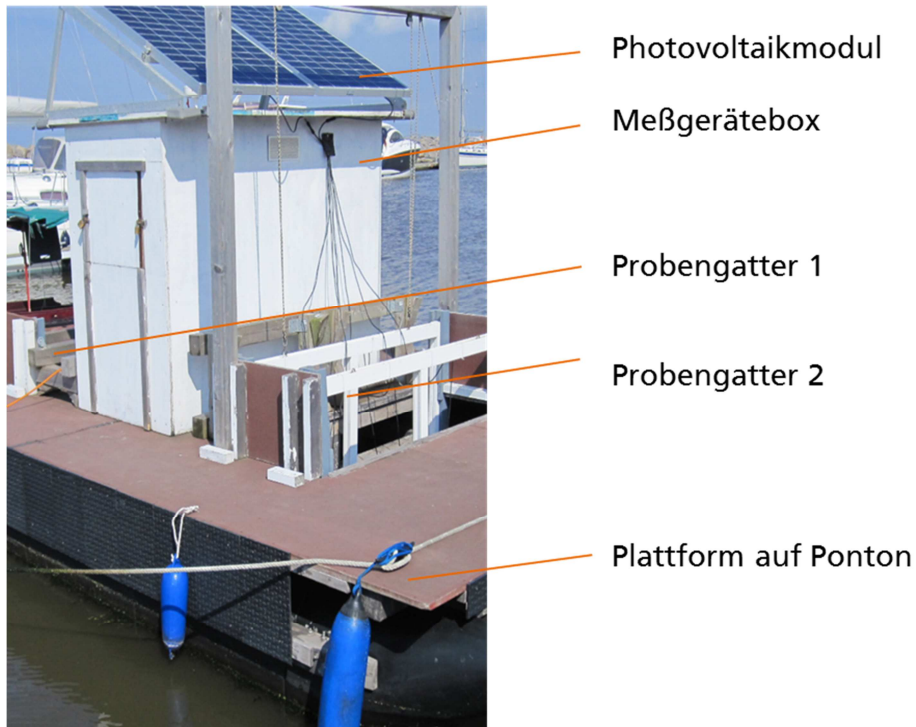 Photovoltaikmodul
Meßgerätebox
Probengatter 1
Probengatter 2
Plattform auf Ponton